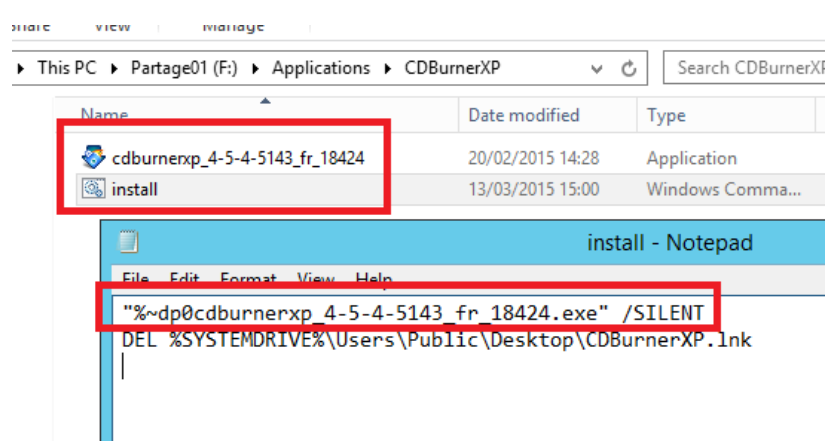 Share View Manage
This PC Partage01 (F:) Applications CDBurnerXP Search CDBurnerXP
Name Date modified Type
cdburnerxp_4-5-4-5143_fr_18424 20/02/2015 14:28 Application
install 13/03/2015 15:00 Windows Comma...
install - Notepad
File Edit Format View Help
"%~dp0cdburnerxp_4-5-4-5143_fr_18424.exe" /SILENT
DEL %SYSTEMDRIVE%\Users\Public\Desktop\CDBurnerXP.lnk